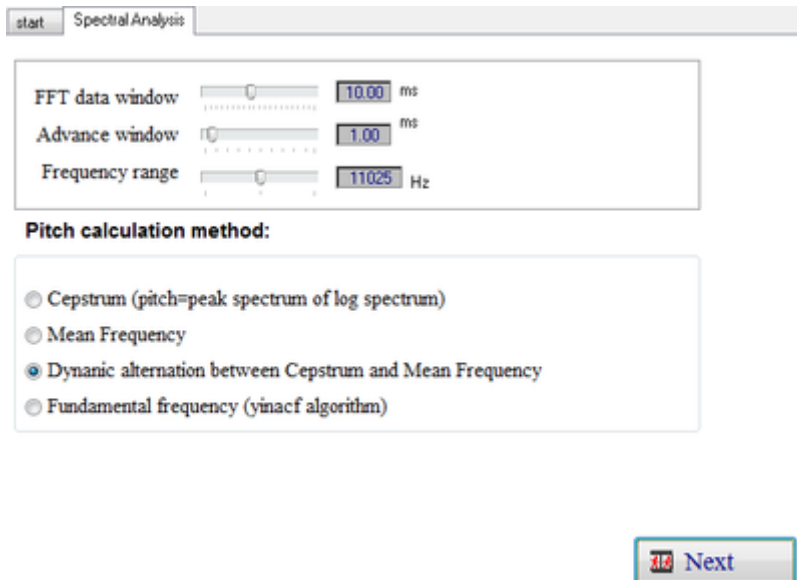 start Spectral Analysis
FFT data window 10.00 ms
Advance window 1.00 ms
Frequency range 11025 Hz
Pitch calculation method:
Cepstrum (pitch=peak spectrum of log spectrum)
Mean Frequency
Dynanic alternation between Cepstrum and Mean Frequency
Fundamental frequency (yinacf algorithm)
Next